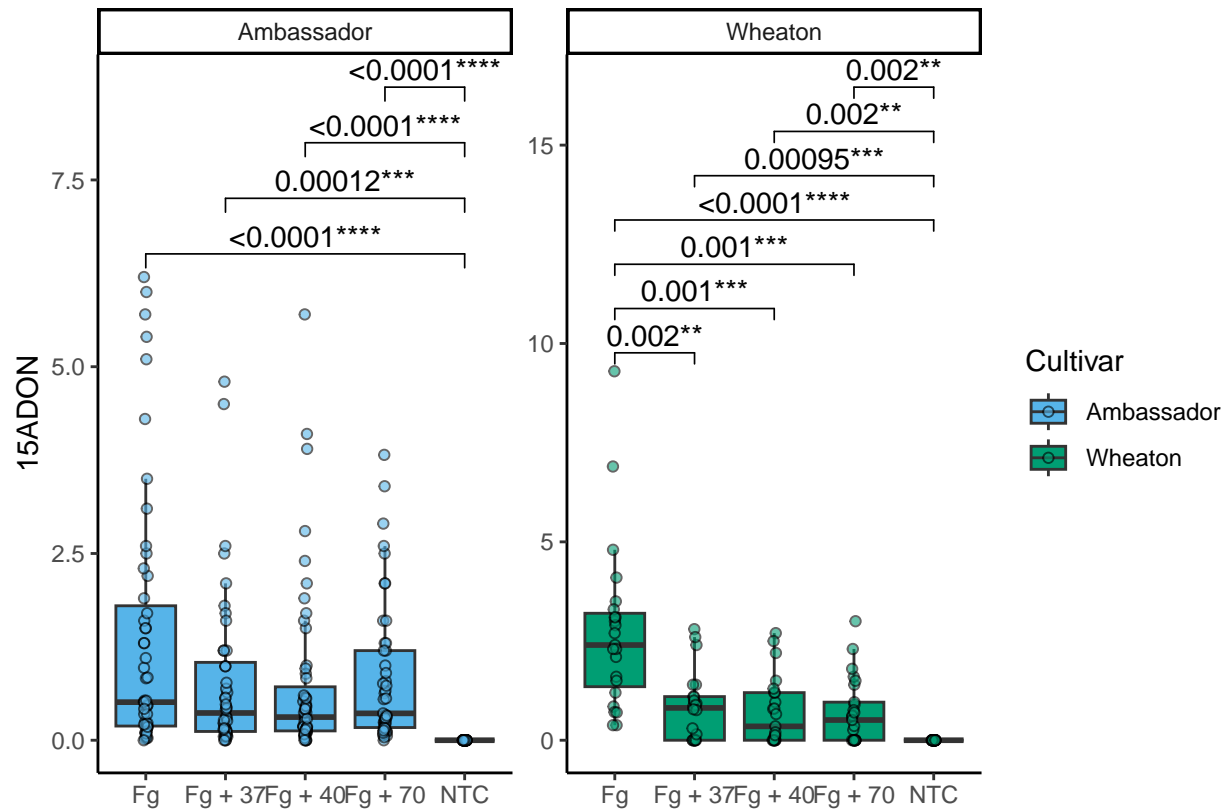 Ambassador
Wheaton
<0.0001****
<0.0001****
0.00012***
<0.0001****
0.002**
0.002**
0.00095***
<0.0001****
0.001***
0.001***
0.002**
15ADON
7.5
5.0
2.5
0.0
15
10
5
0
Fg
Fg + 37
Fg + 40
Fg + 70
NTC
Fg
Fg + 37
Fg + 40
Fg + 70
NTC
Cultivar
Ambassador
Wheaton